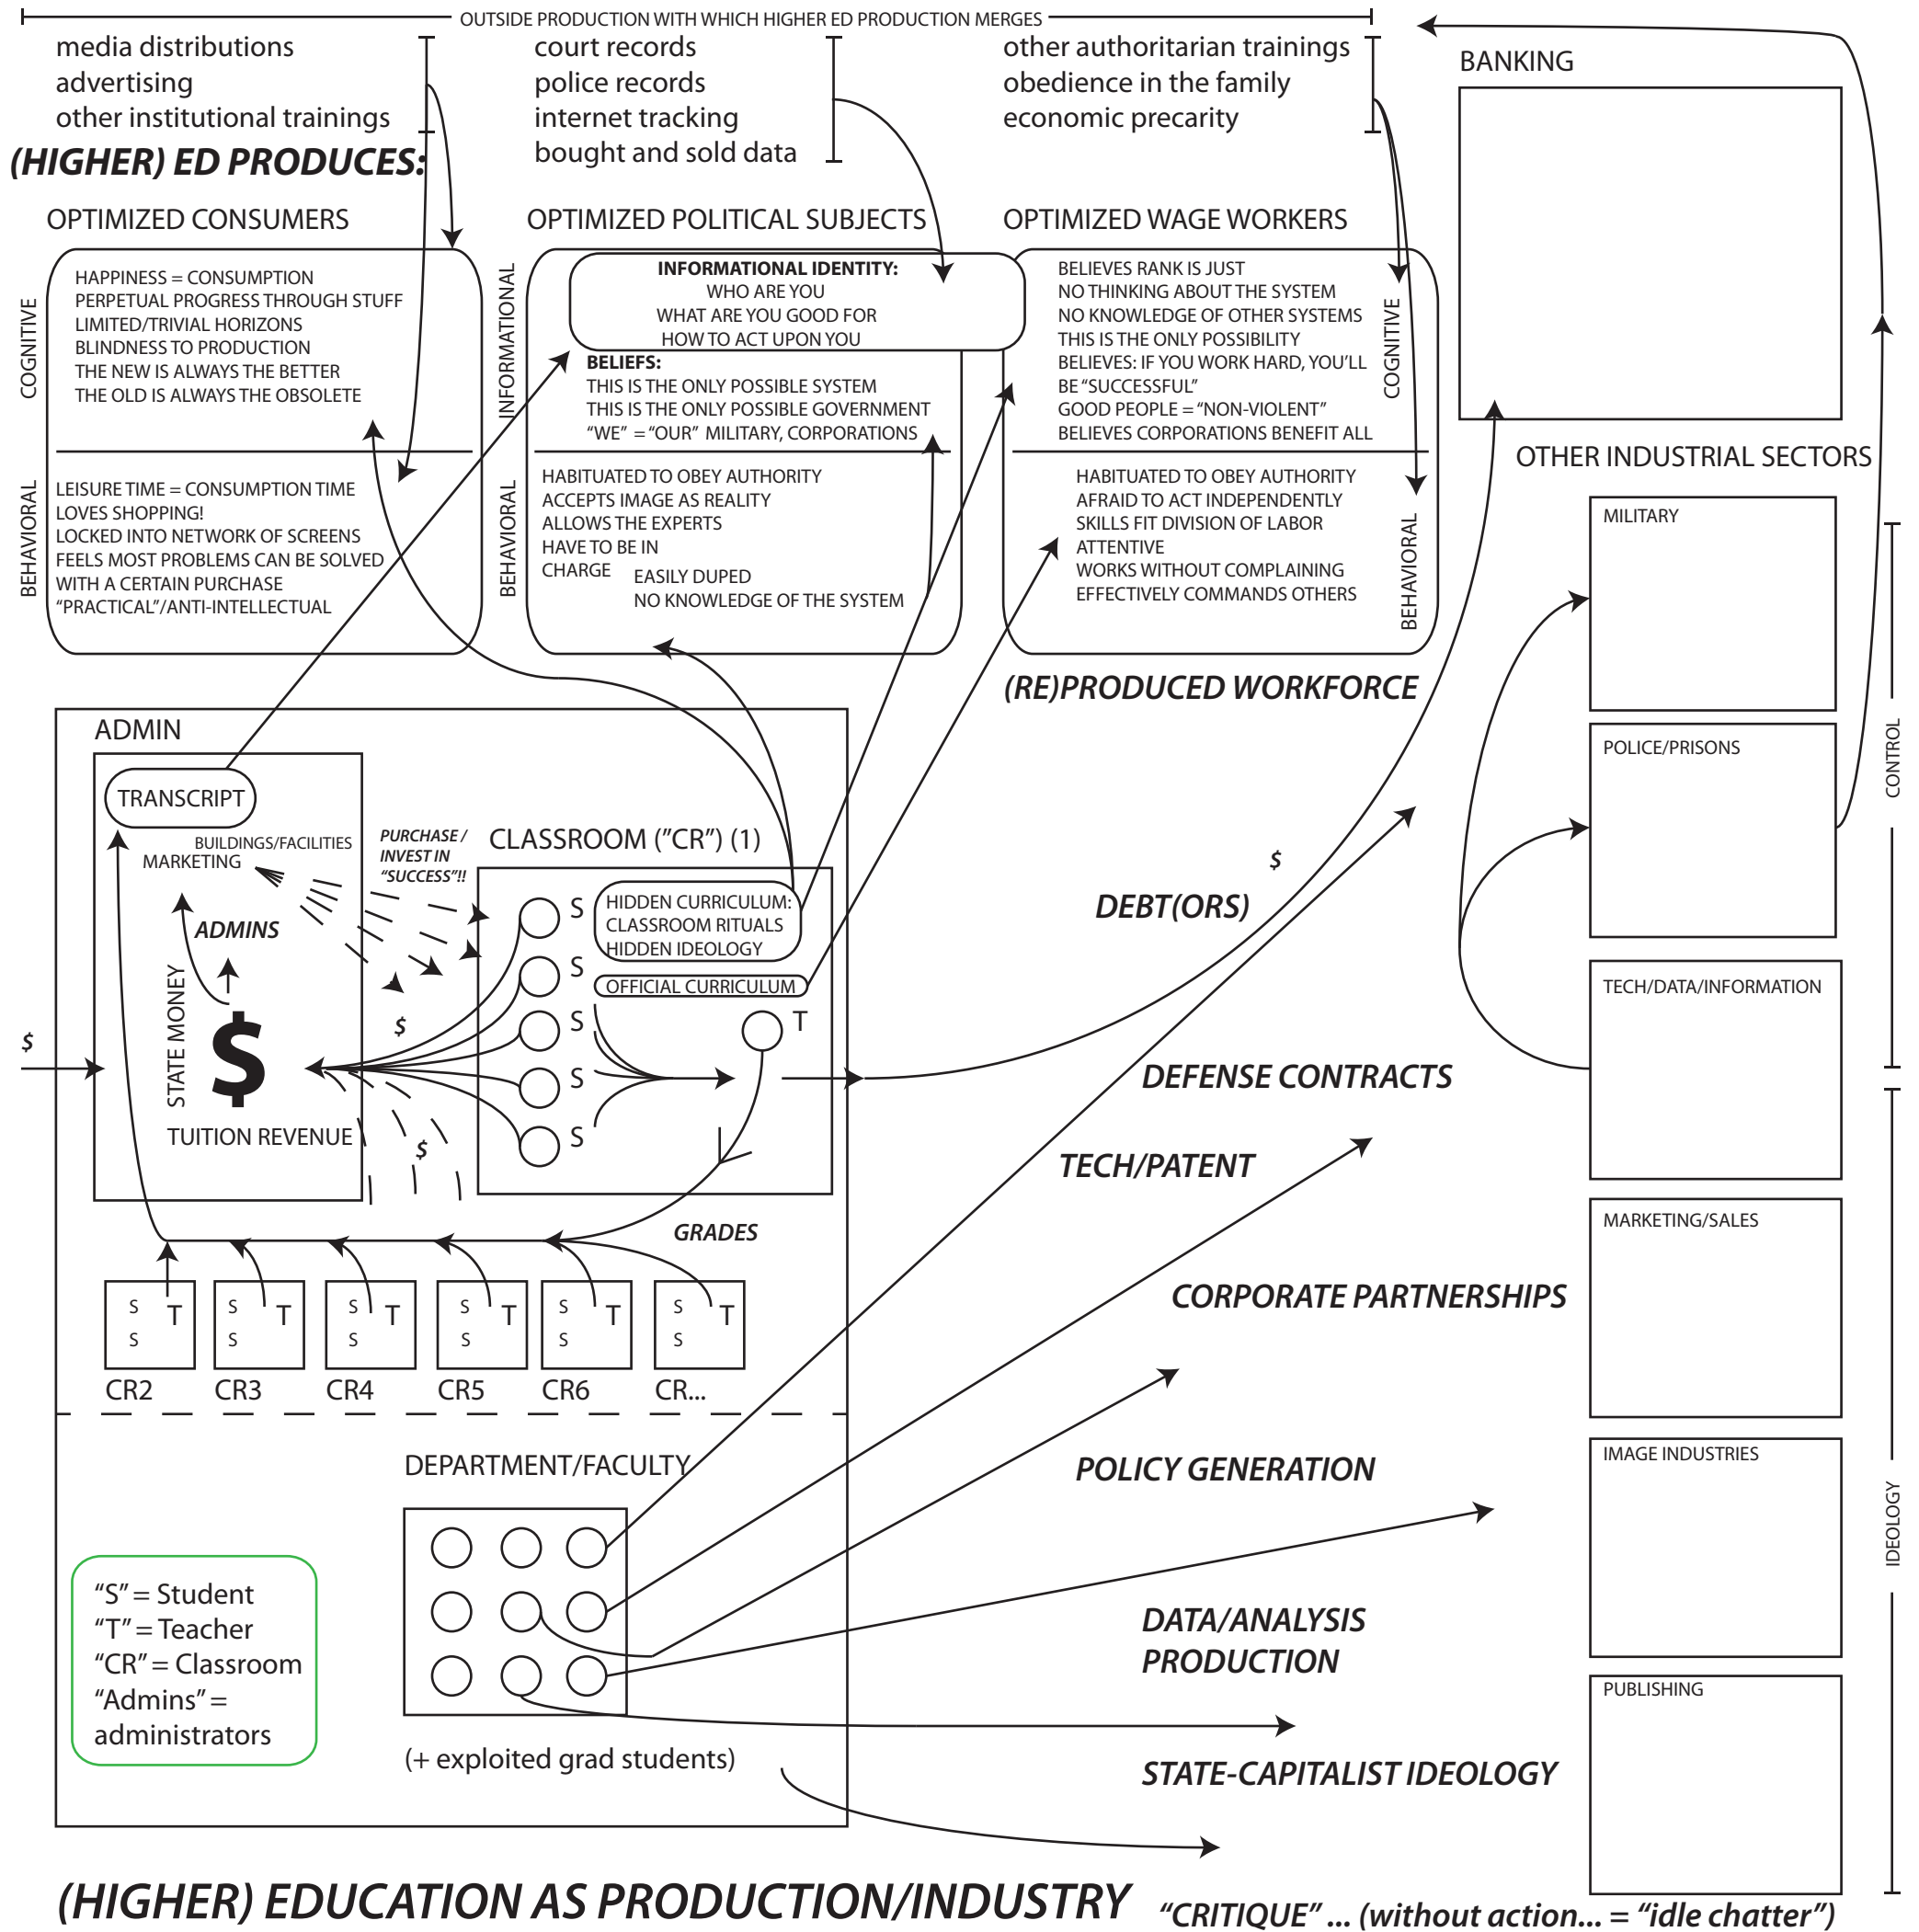 OUTSIDE PRODUCTION WITH WHICH HIGHER ED PRODUCTION MERGES
media distributions
advertising
other institutional trainings
court records
police records
internet tracking
bought and sold data
other authoritarian trainings
obedience in the family
economic precarity
(HIGHER) ED PRODUCES:
OPTIMIZED CONSUMERS
COGNITIVE
HAPPINESS = CONSUMPTION
PERPETUAL PROGRESS THROUGH STUFF
LIMITED/TRIVIAL HORIZONS
BLINDNESS TO PRODUCTION
THE NEW IS ALWAYS THE BETTER
THE OLD IS ALWAYS THE OBSOLETE
BEHAVIORAL
LEISURE TIME = CONSUMPTION TIME
LOVES SHOPPING!
LOCKED INTO NETWORK OF SCREENS
FEELS MOST PROBLEMS CAN BE SOLVED
WITH A CERTAIN PURCHASE
“PRACTICAL”/ANTI-INTELLECTUAL
OPTIMIZED POLITICAL SUBJECTS
INFORMATIONAL
INFORMATIONAL IDENTITY:
WHO ARE YOU
WHAT ARE YOU GOOD FOR
HOW TO ACT UPON YOU
BELIEFS:
THIS IS THE ONLY POSSIBLE SYSTEM
THIS IS THE ONLY POSSIBLE GOVERNMENT
“WE” = “OUR” MILITARY, CORPORATIONS
BEHAVIORAL
HABITUATED TO OBEY AUTHORITY
ACCEPTS IMAGE AS REALITY
ALLOWS THE EXPERTS
HAVE TO BE IN
CHARGE
EASILY DUPED
NO KNOWLEDGE OF THE SYSTEM
OPTIMIZED WAGE WORKERS
BELIEVES RANK IS JUST
NO THINKING ABOUT THE SYSTEM
NO KNOWLEDGE OF OTHER SYSTEMS
THIS IS THE ONLY POSSIBILITY
BELIEVES: IF YOU WORK HARD, YOU’LL
BE “SUCCESSFUL”
GOOD PEOPLE = “NON-VIOLENT”
BELIEVES CORPORATIONS BENEFIT ALL
COGNITIVE
HABITUATED TO OBEY AUTHORITY
AFRAID TO ACT INDEPENDENTLY
SKILLS FIT DIVISION OF LABOR
ATTENTIVE
WORKS WITHOUT COMPLAINING
EFFECTIVELY COMMANDS OTHERS
BEHAVIORAL
(RE)PRODUCED WORKFORCE
BANKING
OTHER INDUSTRIAL SECTORS
MILITARY
POLICE/PRISONS
TECH/DATA/INFORMATION
MARKETING/SALES
IMAGE INDUSTRIES
PUBLISHING
CONTROL
IDEOLOGY
ADMIN
TRANSCRIPT
BUILDINGS/FACILITIES
MARKETING
ADMINS
STATE MONEY
$
$
TUITION REVENUE
PURCHASE /
INVEST IN
“SUCCESS”!!
$
$
CLASSROOM (”CR”) (1)
S
S
S
S
S
HIDDEN CURRICULUM:
CLASSROOM RITUALS
HIDDEN IDEOLOGY
OFFICIAL CURRICULUM
T
GRADES
S
S
T
CR2
S
S
T
CR3
S
S
T
CR4
S
S
T
CR5
S
S
T
CR6
S
S
T
CR...
DEPARTMENT/FACULTY
(+ exploited grad students)
“S” = Student
“T” = Teacher
“CR” = Classroom
“Admins” =
administrators
$
DEBT(ORS)
DEFENSE CONTRACTS
TECH/PATENT
CORPORATE PARTNERSHIPS
POLICY GENERATION
DATA/ANALYSIS
PRODUCTION
STATE-CAPITALIST IDEOLOGY
(HIGHER) EDUCATION AS PRODUCTION/INDUSTRY
“CRITIQUE” ... (without action... = “idle chatter”)